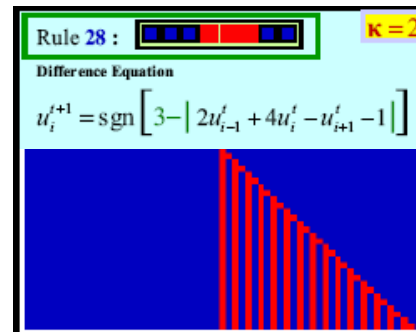 Rule 28 :
κ = 2
Difference Equation
u_i^{t+1} = sgn [ 3-| 2u_{i-1}^t + 4u_i^t - u_{i+1}^t - 1 | ]